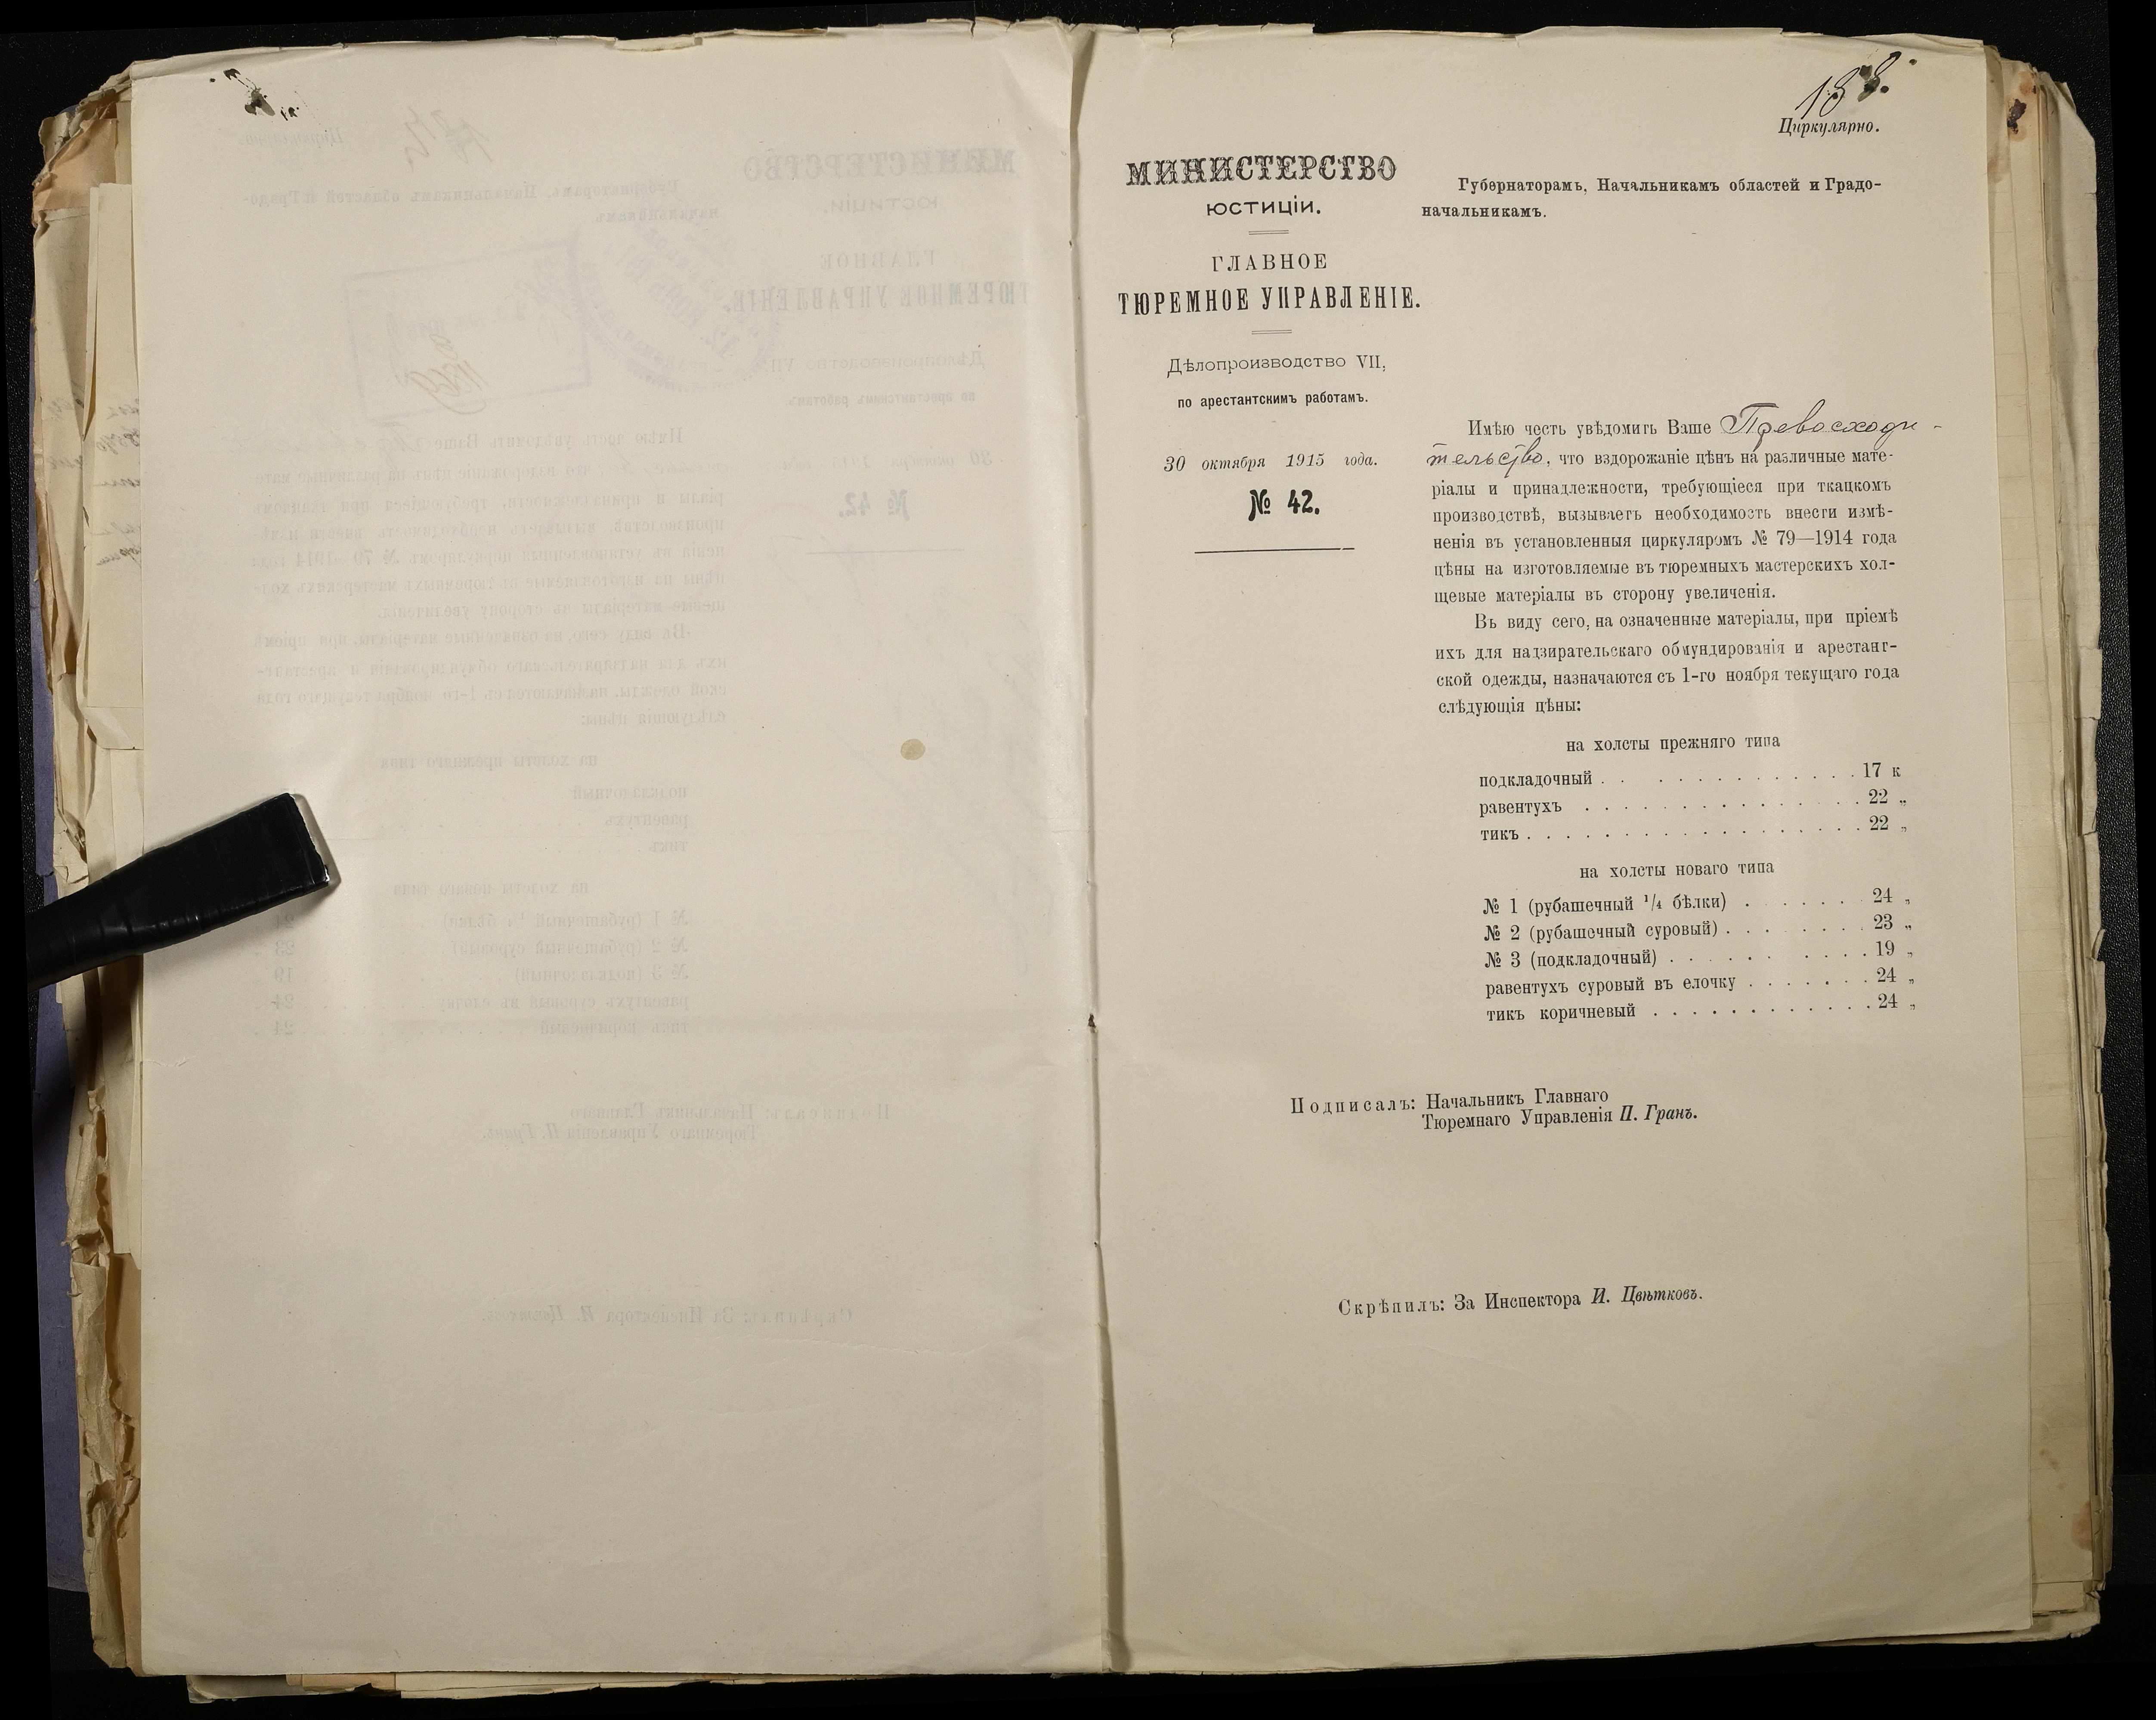 188.
Циркулярно.
МИНИСТЕРСТВО
ЮСТИЦІИ.
ГЛАВНОЕ
ТЮРЕМНОЕ УПРАВЛЕНІЕ.
Дѣлопроизводство VII,
по арестантскимъ работамъ.
30 октября 1915 года.
№ 42.
Губернаторамъ, Начальникамъ областей и Градо-
начальникамъ.
Имѣю честь увѣдомить Ваше Превосходи-
тельство, что вздорожаніе цѣнъ на различные мате-
ріалы и принадлежности, требующіеся при ткацкомъ
производствѣ, вызываетъ необходимость внести измѣ-
ненія въ установленныя циркуляромъ № 79—1914 года
цѣны на изготовляемые въ тюремныхъ мастерскихъ хол-
щевые матеріалы въ сторону увеличенія.
Въ виду сего, на означенные матеріалы, при пріемѣ
ихъ для надзирательскаго обмундированія и арестант-
ской одежды, назначаются съ 1-го ноября текущаго года
слѣдующія цѣны:
на холсты прежняго типа
подкладочный . . . . . . . . . . . . . 17 к
равентухъ . . . . . . . . . . . . . . . 22 „
тикъ . . . . . . . . . . . . . . . . . . 22 „
на холсты новаго типа
№ 1 (рубашечный ¹/₄ бѣлки) . . . . . . . 24 „
№ 2 (рубашечный суровый) . . . . . . . . 23 „
№ 3 (подкладочный) . . . . . . . . . . 19 „
равентухъ суровый въ елочку . . . . . . . 24 „
тикъ коричневый . . . . . . . . . . . . 24 „
Подписалъ: Начальникъ Главнаго
Тюремнаго Управленія П. Гранъ.
Скрѣпилъ: За Инспектора И. Цвѣтковъ.